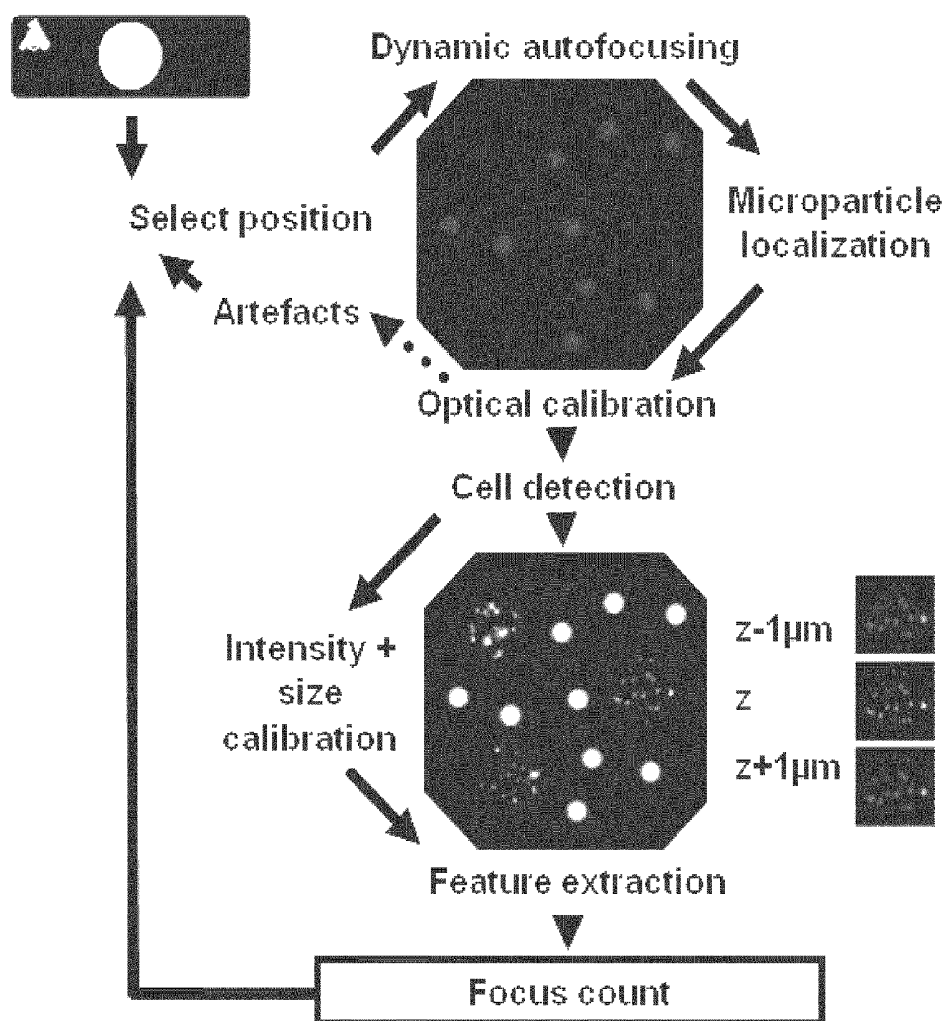 Dynamic autofocusing
Select position
Microparticle
localization
Artefacts
Optical calibration
Cell detection
Intensity +
size
calibration
z-1µm
z
z+1µm
Feature extraction
Focus count